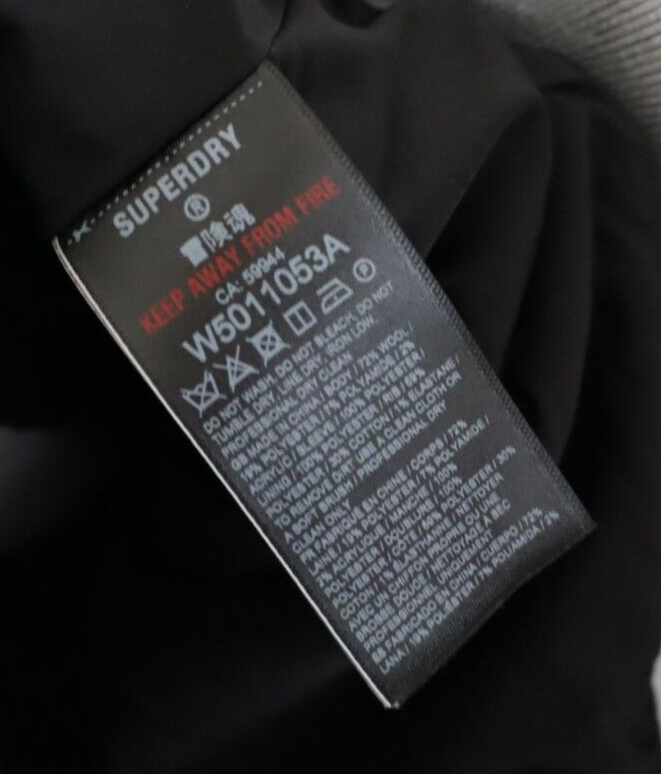 SUPERDRY
®
冒険魂
KEEP AWAY FROM FIRE
CA: 59944
W5011053A
P
DO NOT WASH, DO NOT BLEACH, DO NOT
TUMBLE DRY, LINE DRY, IRON LOW,
PROFESSIONAL DRY CLEAN
GB MADE IN CHINA / BODY / 72% WOOL /
19% POLYESTER / 7% POLYAMIDE / 2%
ACRYLIC / SLEEVE / 100% POLYESTER /
LINING / 100% POLYESTER / RIB / 69%
POLYESTER / 30% COTTON / 1% ELASTANE /
TO REMOVE DIRT USE A CLEAN CLOTH OR
A SOFT BRUSH / PROFESSIONAL DRY
CLEAN ONLY
FR FABRIQUÉ EN CHINE / CORPS / 72%
LAINE / 19% POLYESTER / 7% POLYAMIDE /
2% ACRYLIQUE / MANCHE / 100%
POLYESTER / DOUBLURE / 100%
POLYESTER / CÔTE / 69% POLYESTER / 30%
COTON / 1% ÉLASTHANNE / NETTOYER
AVEC UN CHIFFON PROPRE OU UNE
BROSSE DOUCE / NETTOYAGE A SEC
PROFESSIONNEL UNIQUEMENT
ES FABRICADO EN CHINA / CUERPO / 72%
LANA / 19% POLIÉSTER / 7% POLIAMIDA / 2%